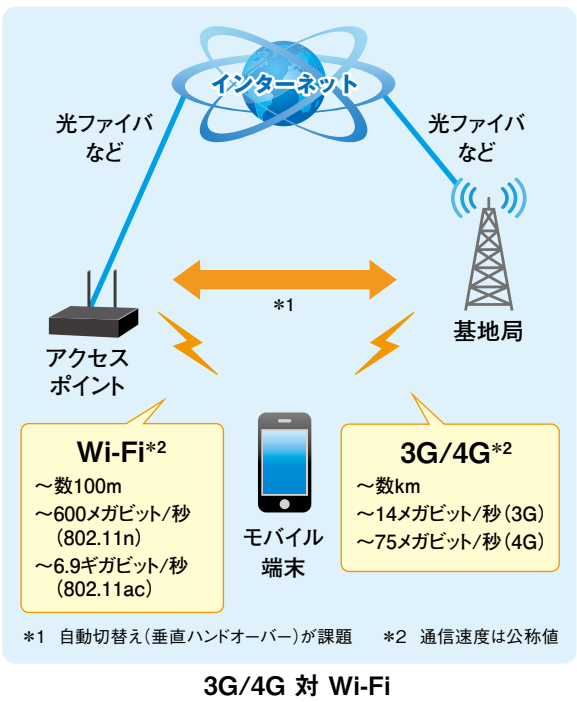 インターネット
光ファイバ
など
光ファイバ
など
*1
アクセス
ポイント
基地局
Wi-Fi*2
〜数100m
〜600メガビット/秒
(802.11n)
〜6.9ギガビット/秒
(802.11ac)
モバイル
端末
3G/4G*2
〜数km
〜14メガビット/秒(3G)
〜75メガビット/秒(4G)
*1 自動切替え(垂直ハンドオーバー)が課題 *2 通信速度は公称値
3G/4G 対 Wi-Fi